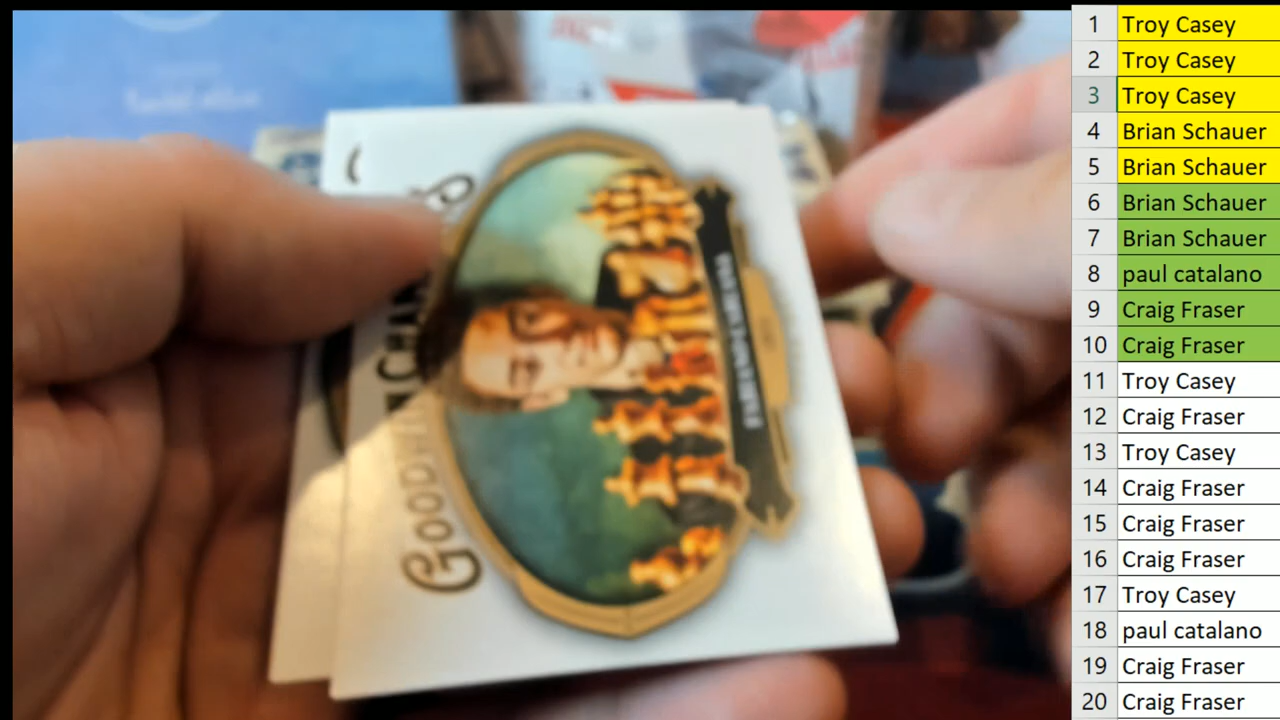 1 Troy Casey
2 Troy Casey
3 Troy Casey
4 Brian Schauer
5 Brian Schauer
6 Brian Schauer
7 Brian Schauer
8 paul catalano
9 Craig Fraser
10 Craig Fraser
11 Troy Casey
12 Craig Fraser
13 Troy Casey
14 Craig Fraser
15 Craig Fraser
16 Craig Fraser
17 Troy Casey
18 paul catalano
19 Craig Fraser
20 Craig Fraser